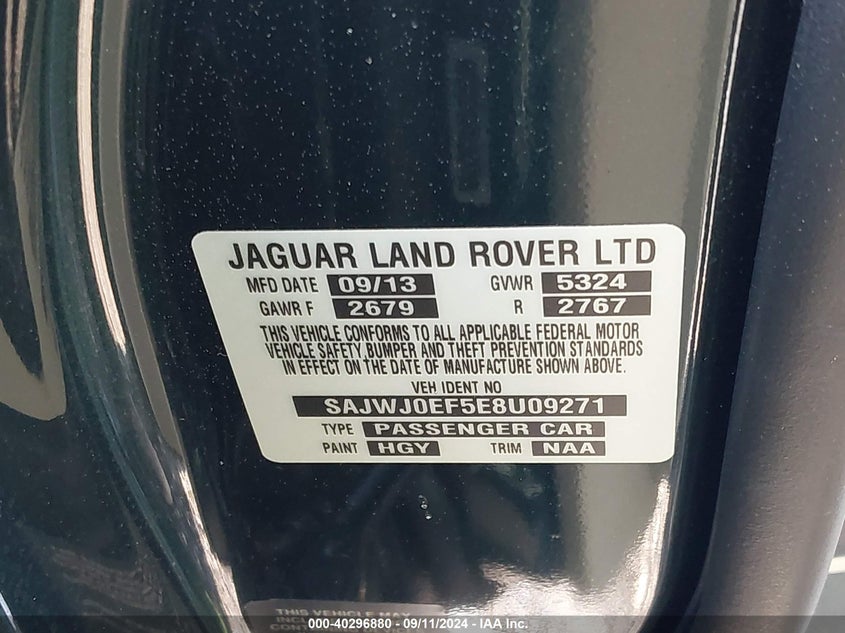 JAGUAR LAND ROVER LTD
MFD DATE 09/13 GVWR 5324
GAWR F 2679 R 2767
THIS VEHICLE CONFORMS TO ALL APPLICABLE FEDERAL MOTOR
VEHICLE SAFETY, BUMPER AND THEFT PREVENTION STANDARDS
IN EFFECT ON THE DATE OF MANUFACTURE SHOWN ABOVE.
VEH IDENT NO
SAJWJ0EF5E8U09271
TYPE PASSENGER CAR
PAINT HGY TRIM NAA
THIS VEHICLE MAY
000-40296880 - 09/11/2024 - IAA Inc.